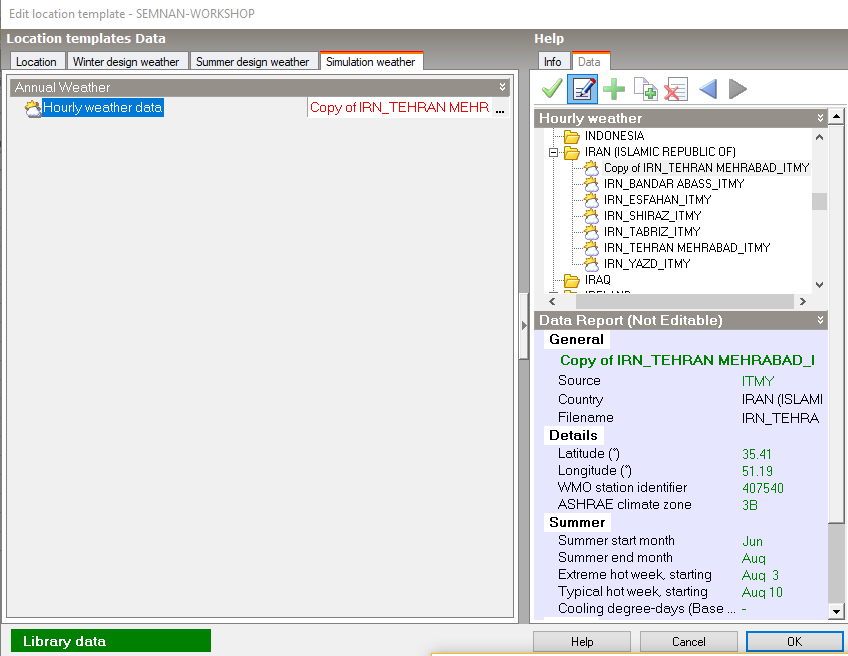 Edit location template - SEMNAN-WORKSHOP
Location templates Data
Location
Winter design weather
Summer design weather
Simulation weather
Annual Weather
Hourly weather data
Copy of IRN_TEHRAN MEHR
...
Help
Info
Data
Hourly weather
INDONESIA
IRAN (ISLAMIC REPUBLIC OF)
Copy of IRN_TEHRAN MEHRABAD_ITMY
IRN_BANDAR ABASS_ITMY
IRN_ESFAHAN_ITMY
IRN_SHIRAZ_ITMY
IRN_TABRIZ_ITMY
IRN_TEHRAN MEHRABAD_ITMY
IRN_YAZD_ITMY
IRAQ
Data Report (Not Editable)
General
Copy of IRN_TEHRAN MEHRABAD_I
Source ITMY
Country IRAN (ISLAMI
Filename IRN_TEHRA
Details
Latitude (°) 35.41
Longitude (°) 51.19
WMO station identifier 407540
ASHRAE climate zone 3B
Summer
Summer start month Jun
Summer end month Aug
Extreme hot week, starting Aug 3
Typical hot week, starting Aug 10
Cooling degree-days (Base ... -
Library data
Help
Cancel
OK